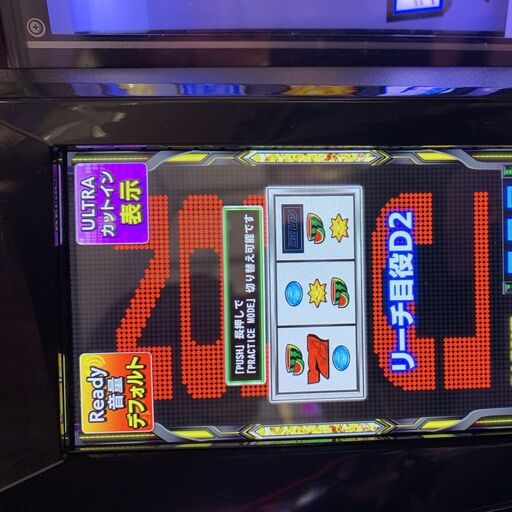 Ready
音量
デフォルト
ULTRA
カットイン
表示
「PUSH」長押しで
「PRACTICE MODE」切り替え可能です
リーチ目役D2